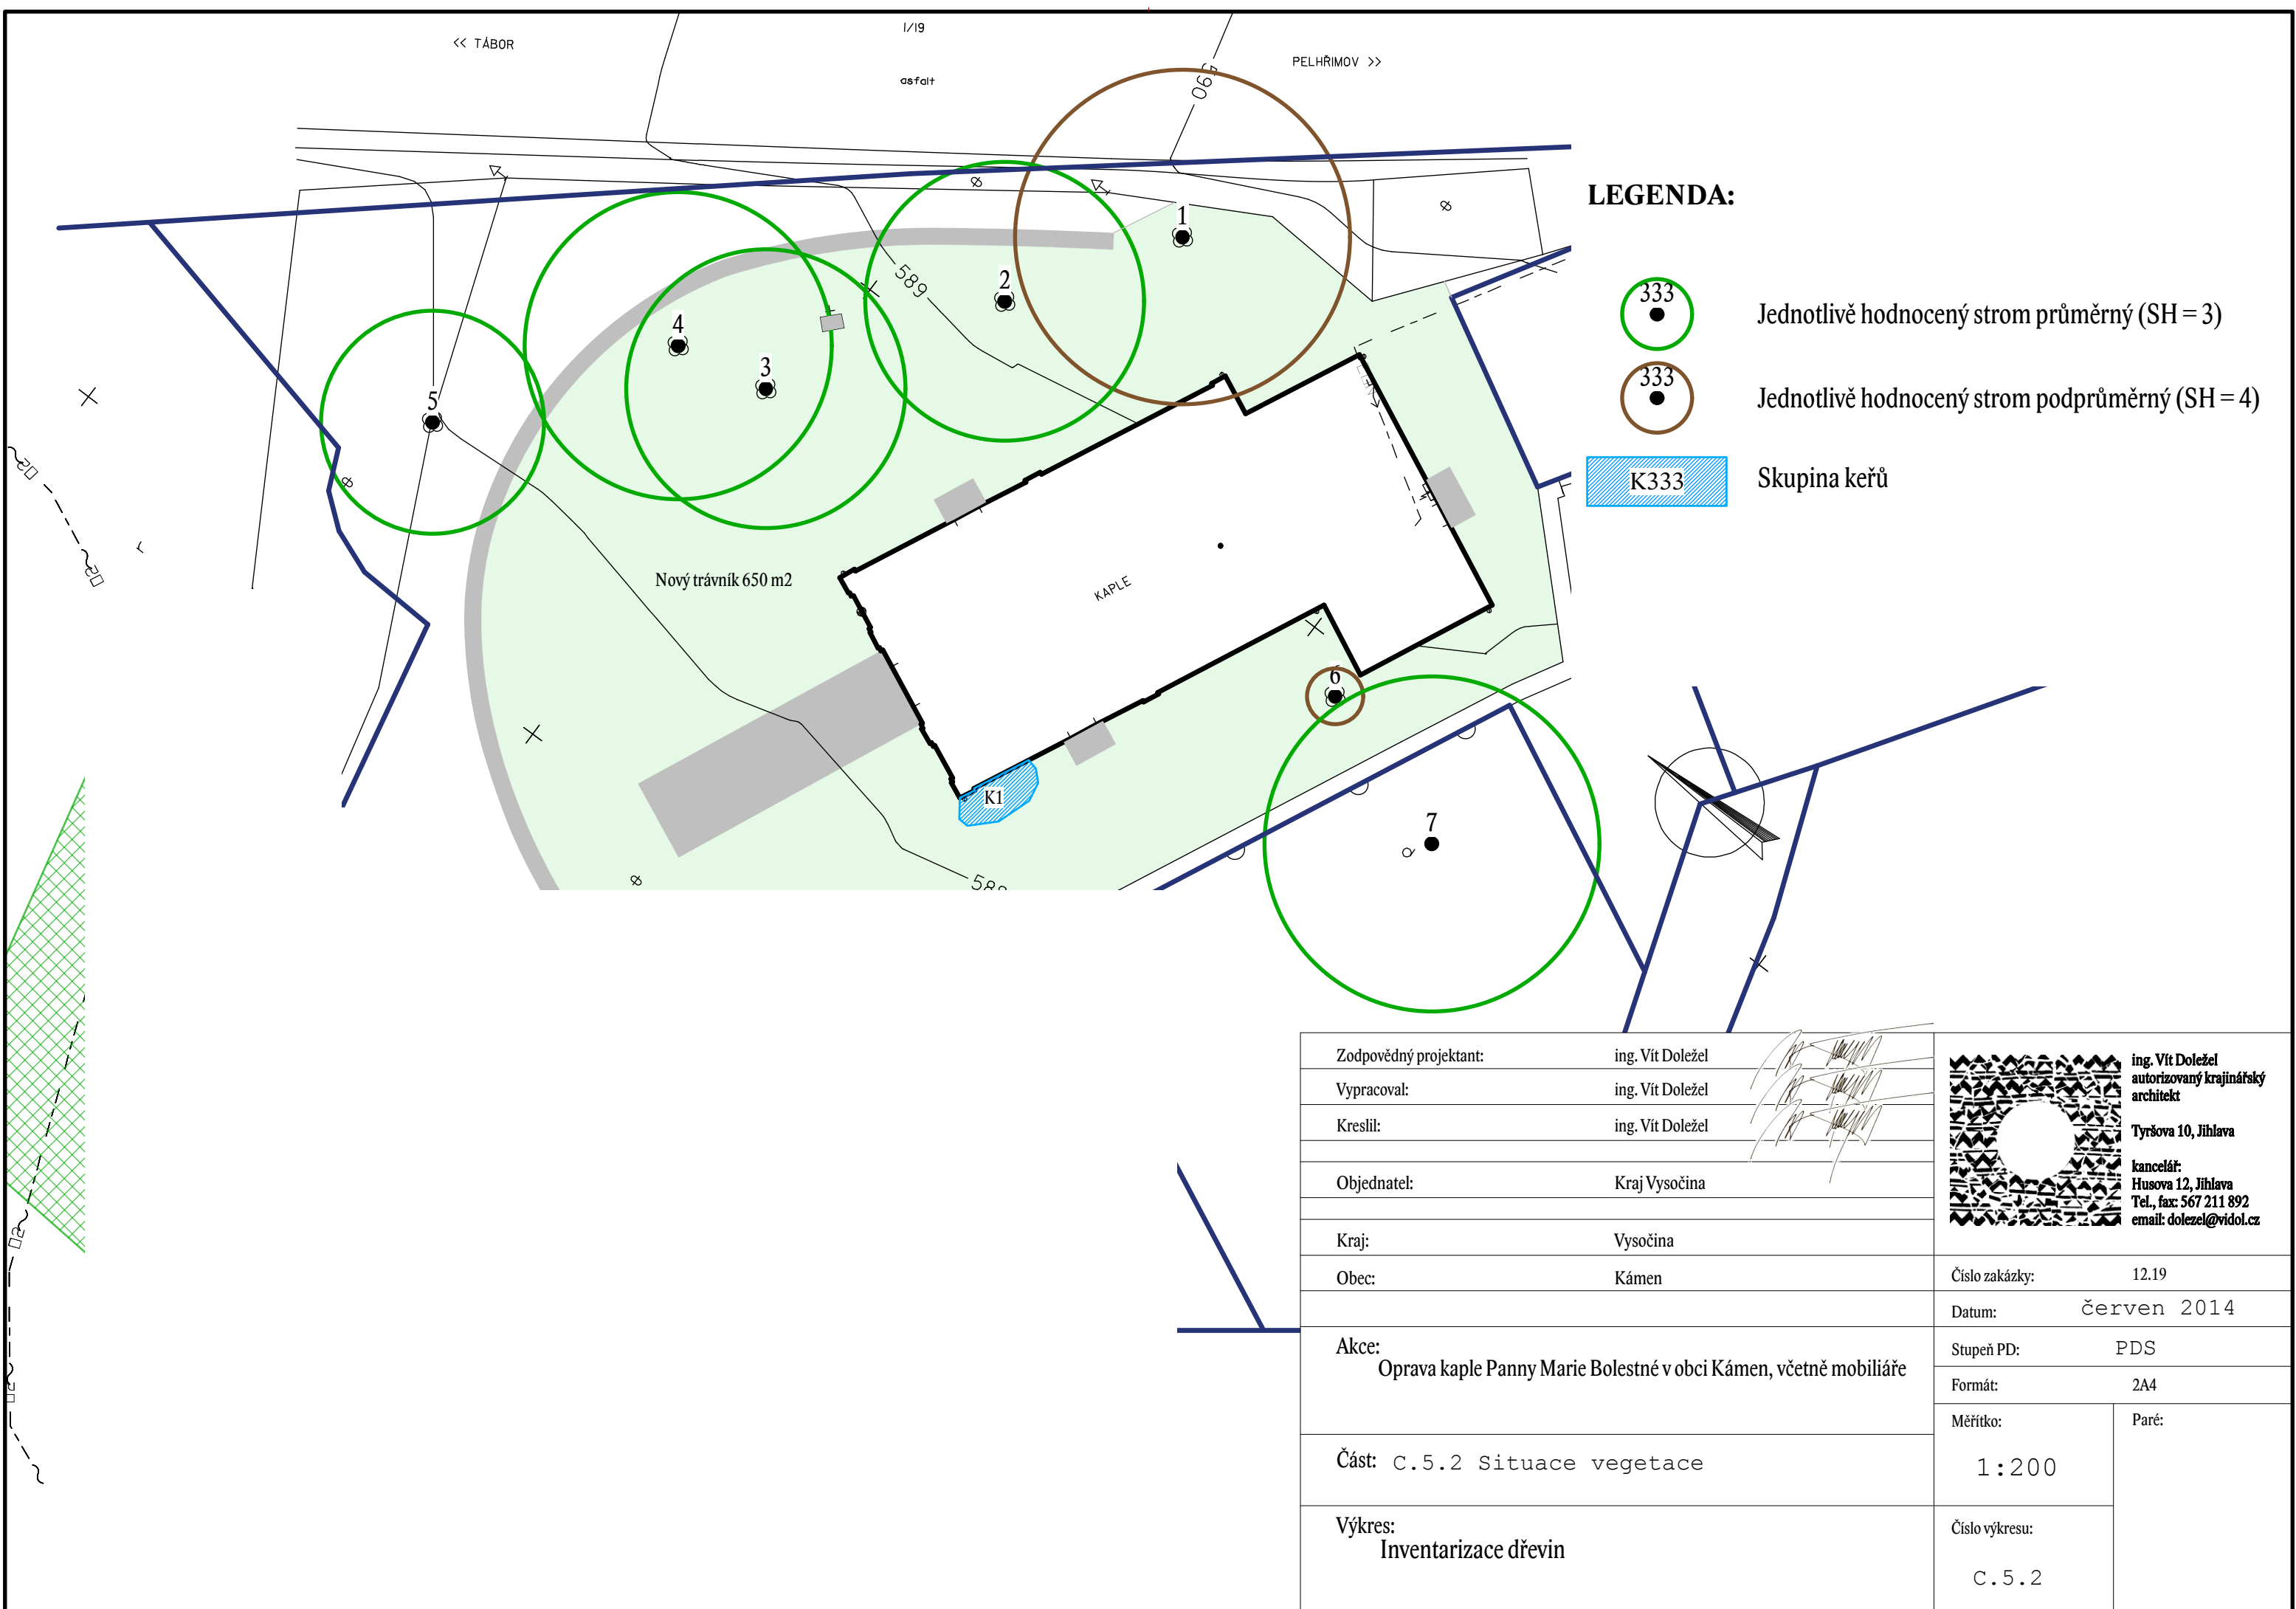 << TÁBOR
I/19
asfalt
PELHŘIMOV >>
590
589
1
2
3
4
5
6
7
Nový trávník 650 m2
KAPLE
K1
LEGENDA:
333
Jednotlivě hodnocený strom průměrný (SH = 3)
333
Jednotlivě hodnocený strom podprůměrný (SH = 4)
K333
Skupina keřů
Zodpovědný projektant: ing. Vít Doležel
Vypracoval: ing. Vít Doležel
Kreslil: ing. Vít Doležel
Objednatel: Kraj Vysočina
Kraj: Vysočina
Obec: Kámen
Akce:
Oprava kaple Panny Marie Bolestné v obci Kámen, včetně mobiliáře
Část: C.5.2 Situace vegetace
Výkres:
Inventarizace dřevin
ing. Vít Doležel
autorizovaný krajinářský
architekt
Tyršova 10, Jihlava
kancelář:
Husova 12, Jihlava
Tel., fax: 567 211 892
email: dolezel@vidol.cz
Číslo zakázky: 12.19
Datum: červen 2014
Stupeň PD: PDS
Formát: 2A4
Měřítko:
1:200
Paré:
Číslo výkresu:
C.5.2